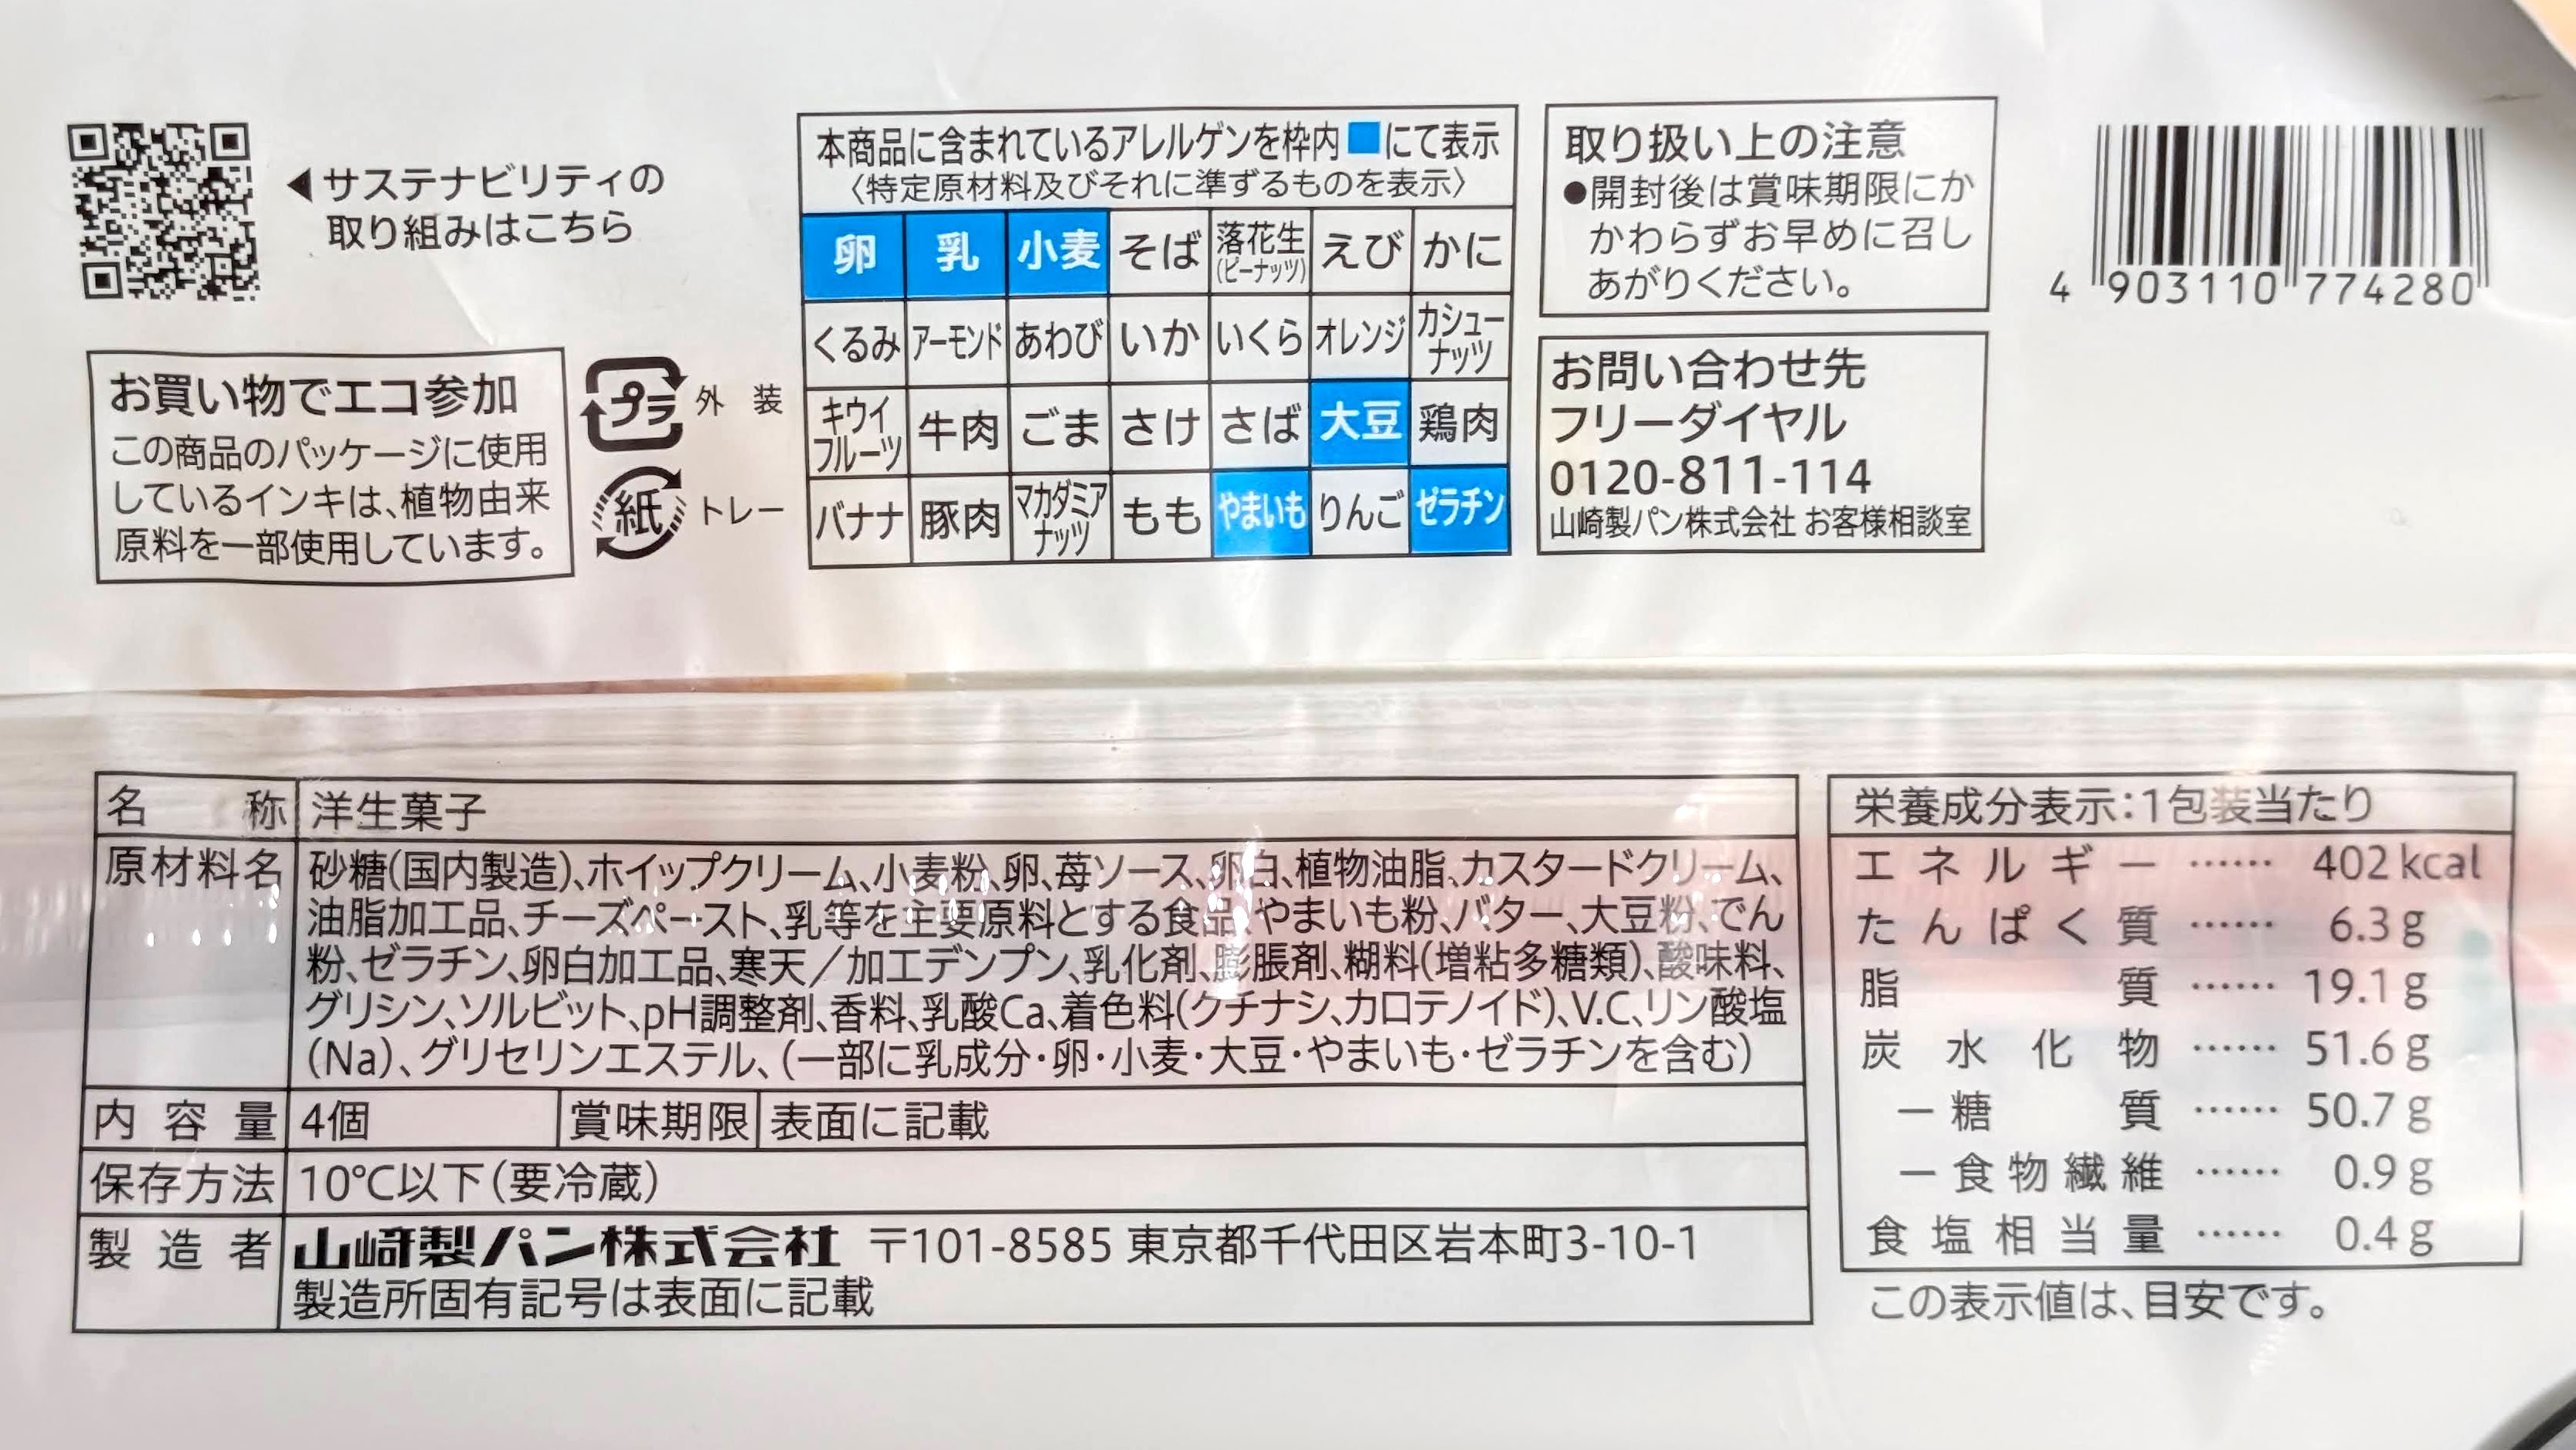 ◀サステナビリティの
取り組みはこちら
お買い物でエコ参加
この商品のパッケージに使用
しているインキは、植物由来
原料を一部使用しています。
プラ 外 装
紙 トレー
本商品に含まれているアレルゲンを枠内■にて表示
〈特定原材料及びそれに準ずるものを表示〉
卵 乳 小麦 そば 落花生(ピーナッツ) えび かに
くるみ アーモンド あわび いか いくら オレンジ カシューナッツ
キウイフルーツ 牛肉 ごま さけ さば 大豆 鶏肉
バナナ 豚肉 マカダミアナッツ もも やまいも りんご ゼラチン
取り扱い上の注意
●開封後は賞味期限にか
かわらずお早めに召し
あがりください。
お問い合わせ先
フリーダイヤル
0120-811-114
山崎製パン株式会社 お客様相談室
4 903110 774280
名 称 洋生菓子
原材料名 砂糖(国内製造)、ホイップクリーム、小麦粉、卵、苺ソース、卵白、植物油脂、カスタードクリーム、
油脂加工品、チーズペースト、乳等を主要原料とする食品、やまいも粉、バター、大豆粉、でん
粉、ゼラチン、卵白加工品、寒天／加工デンプン、乳化剤、膨脹剤、糊料(増粘多糖類)、酸味料、
グリシン、ソルビット、pH調整剤、香料、乳酸Ca、着色料(クチナシ、カロテノイド)、V.C、リン酸塩
(Na)、グリセリンエステル、(一部に乳成分・卵・小麦・大豆・やまいも・ゼラチンを含む)
内容量 4個 賞味期限 表面に記載
保存方法 10℃以下(要冷蔵)
製造者 山崎製パン株式会社 〒101-8585 東京都千代田区岩本町3-10-1
製造所固有記号は表面に記載
栄養成分表示：1包装当たり
エネルギー …… 402 kcal
たんぱく質 …… 6.3 g
脂質 …… 19.1 g
炭水化物 …… 51.6 g
－糖質 …… 50.7 g
－食物繊維 …… 0.9 g
食塩相当量 …… 0.4 g
この表示値は、目安です。